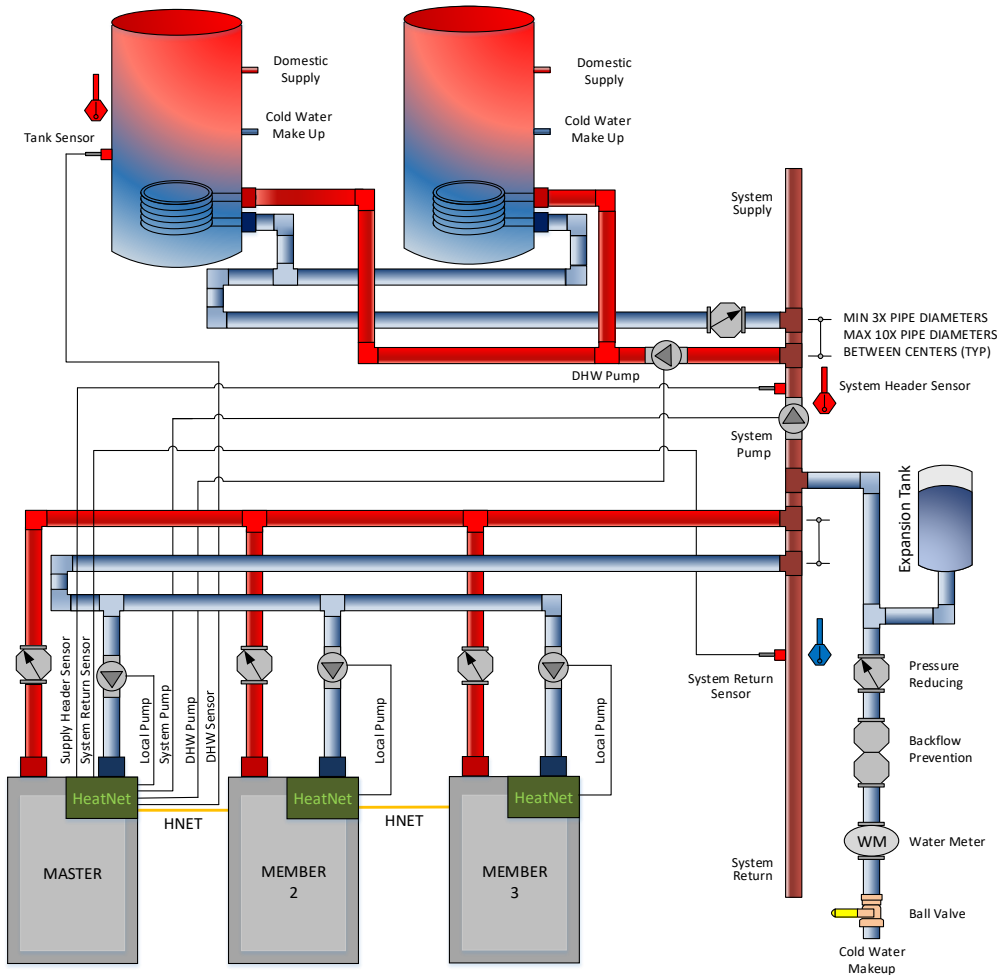 Domestic
Supply
Domestic
Supply
Cold Water
Make Up
Cold Water
Make Up
Tank Sensor
System
Supply
MIN 3X PIPE DIAMETERS
MAX 10X PIPE DIAMETERS
BETWEEN CENTERS (TYP)
DHW Pump
System Header Sensor
System
Pump
Expansion Tank
Supply Header Sensor
System Return Sensor
Local Pump
System Pump
DHW Pump
DHW Sensor
Local Pump
Local Pump
System Return
Sensor
Pressure
Reducing
Backflow
Prevention
HeatNet
HeatNet
HeatNet
HNET
HNET
WM
Water Meter
MASTER
MEMBER
2
MEMBER
3
System
Return
Ball Valve
Cold Water
Makeup